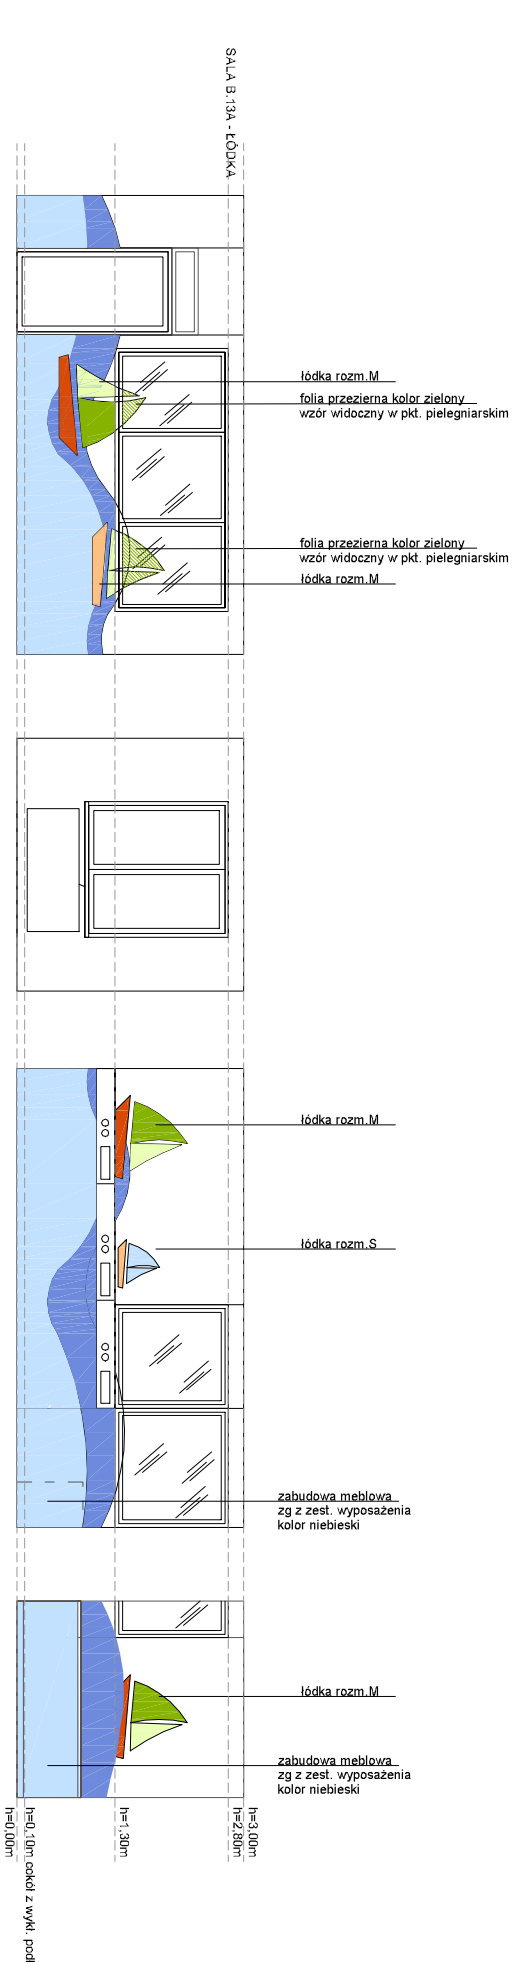 SALA B.13A - ŁÓDKA
łódka rozm.M
folia przezierna kolor zielony
wzór widoczny w pkt. pielegniarskim
folia przezierna kolor zielony
wzór widoczny w pkt. pielegniarskim
łódka rozm.M
łódka rozm.M
łódka rozm.S
zabudowa meblowa
zg z zest. wyposażenia
kolor niebieski
łódka rozm.M
zabudowa meblowa
zg z zest. wyposażenia
kolor niebieski
h=3,00m
h=2,80m
h=1,30m
h=0,10m cokół z wykł. podł
h=0,00m